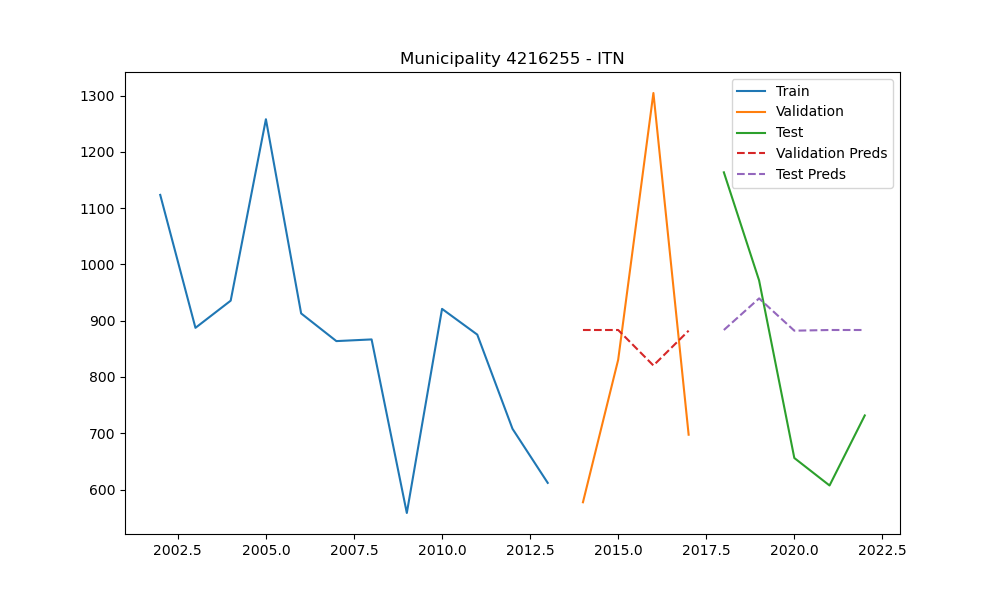 Municipality 4216255 - ITN
1300
1200
1100
1000
900
800
700
600
Train
Validation
Test
Validation Preds
Test Preds
2002.5 2005.0 2007.5 2010.0 2012.5 2015.0 2017.5 2020.0 2022.5